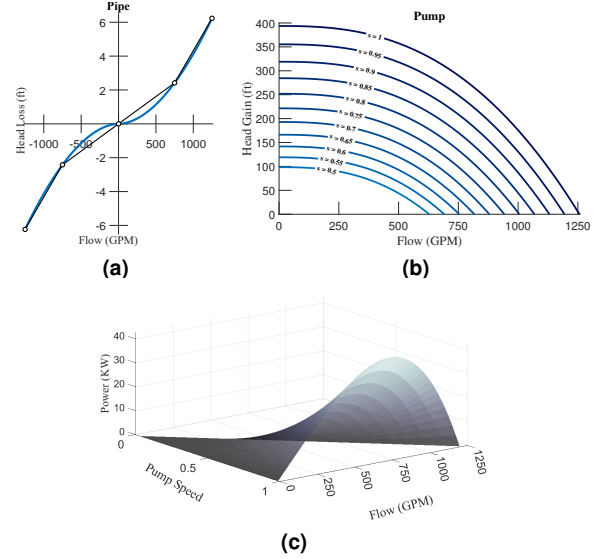 Pipe
6
2
-1000
-500
500
1000
-2
-6
Head Loss (ft)
Flow (GPM)
(a)
Pump
400
350
300
250
200
150
100
50
0
Head Gain (ft)
s = 1
s = 0.95
s = 0.9
s = 0.85
s = 0.8
s = 0.75
s = 0.7
s = 0.65
s = 0.6
s = 0.55
s = 0.5
0
250
500
750
1000
1250
Flow (GPM)
(b)
40
30
20
10
0
Power (KW)
0
0.5
1
Pump Speed
0
250
500
750
1000
1250
Flow (GPM)
(c)